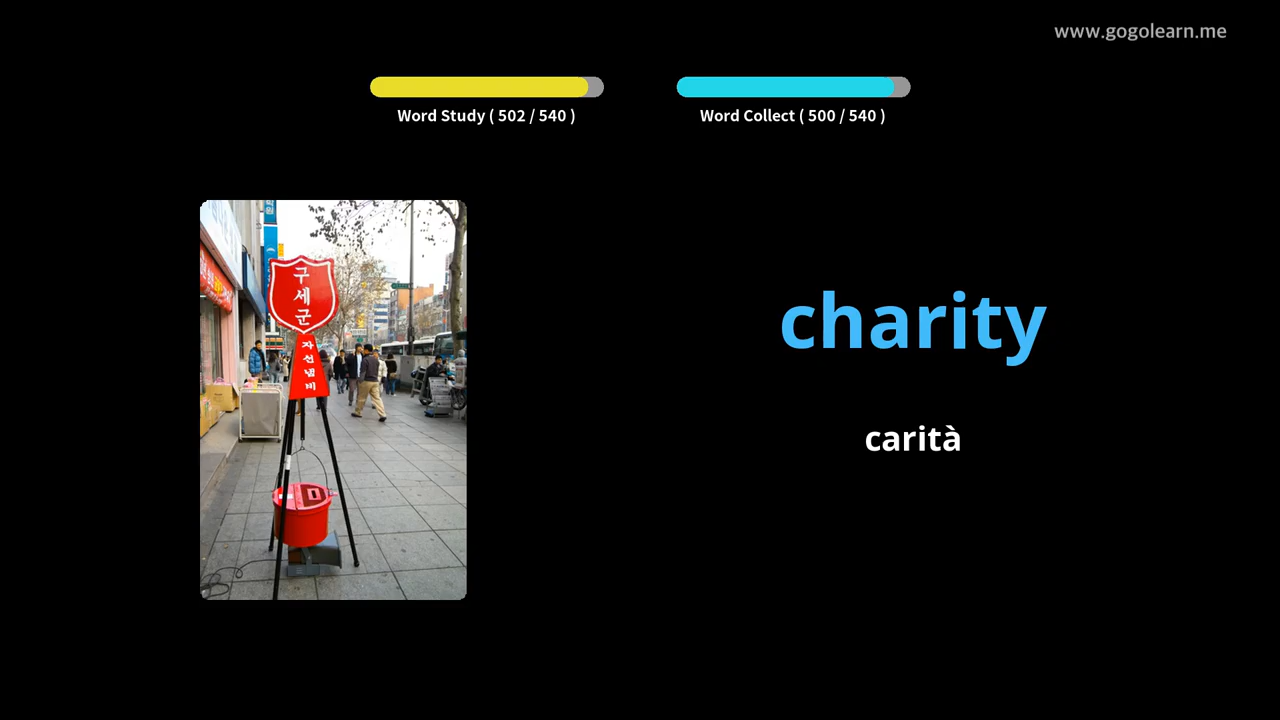 www.gogolearn.me
Word Study ( 502 / 540 )
Word Collect ( 500 / 540 )
구
세
군
자
선
냄
비
charity
carità